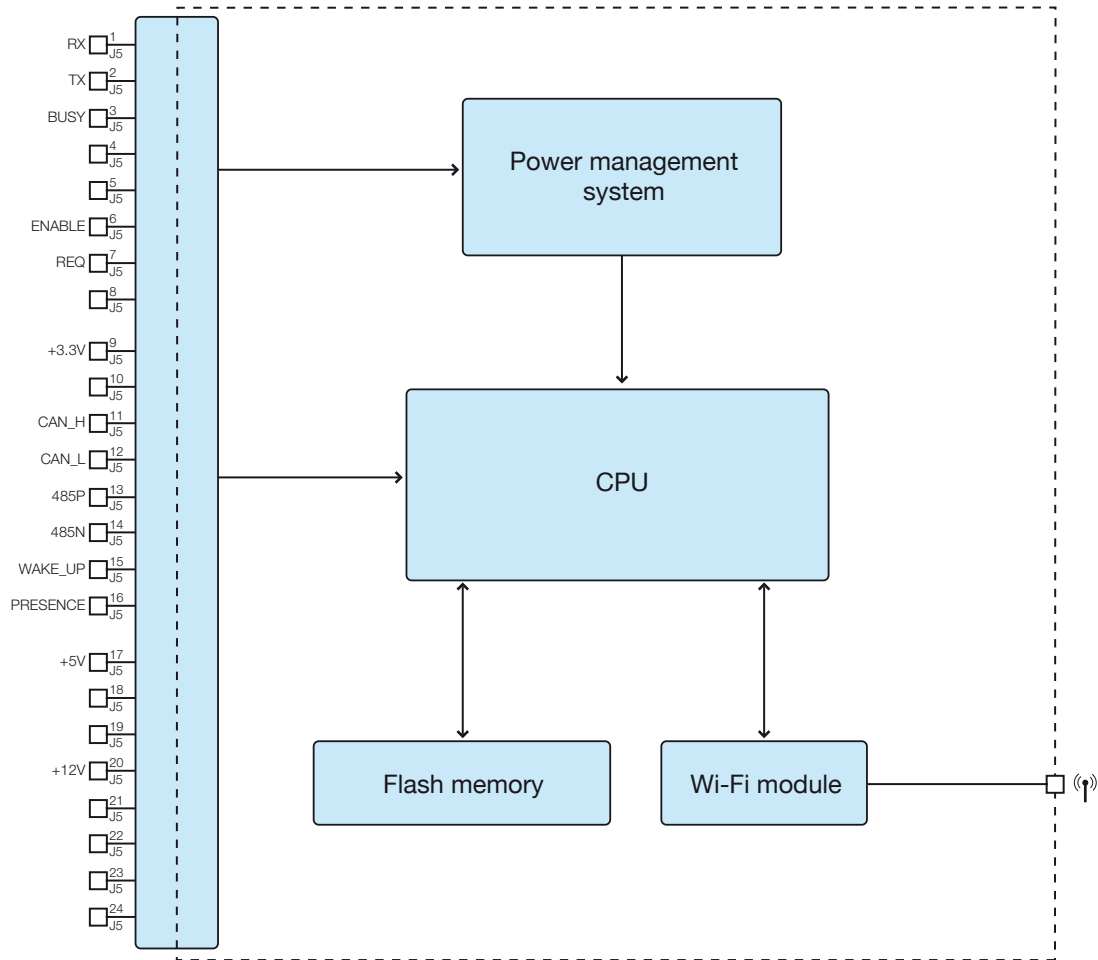 RX 1 J5
TX 2 J5
BUSY 3 J5
4 J5
5 J5
ENABLE 6 J5
REQ 7 J5
8 J5
+3.3V 9 J5
10 J5
CAN_H 11 J5
CAN_L 12 J5
485P 13 J5
485N 14 J5
WAKE_UP 15 J5
PRESENCE 16 J5
+5V 17 J5
18 J5
19 J5
+12V 20 J5
21 J5
22 J5
23 J5
24 J5
Power management
system
CPU
Flash memory
Wi-Fi module